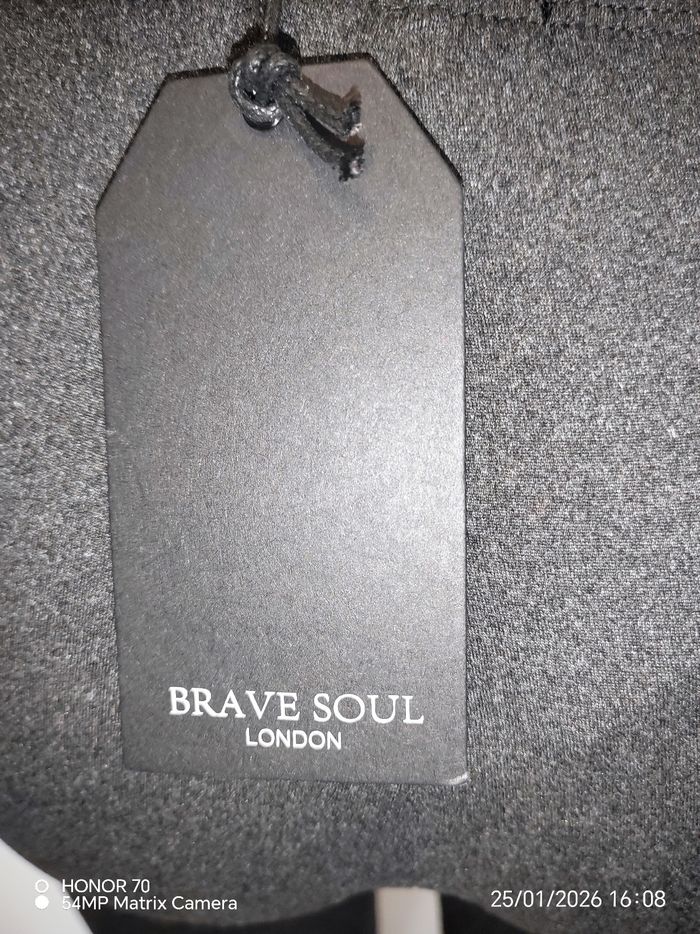 BRAVE SOUL
LONDON
HONOR 70
54MP Matrix Camera
25/01/2026 16:08